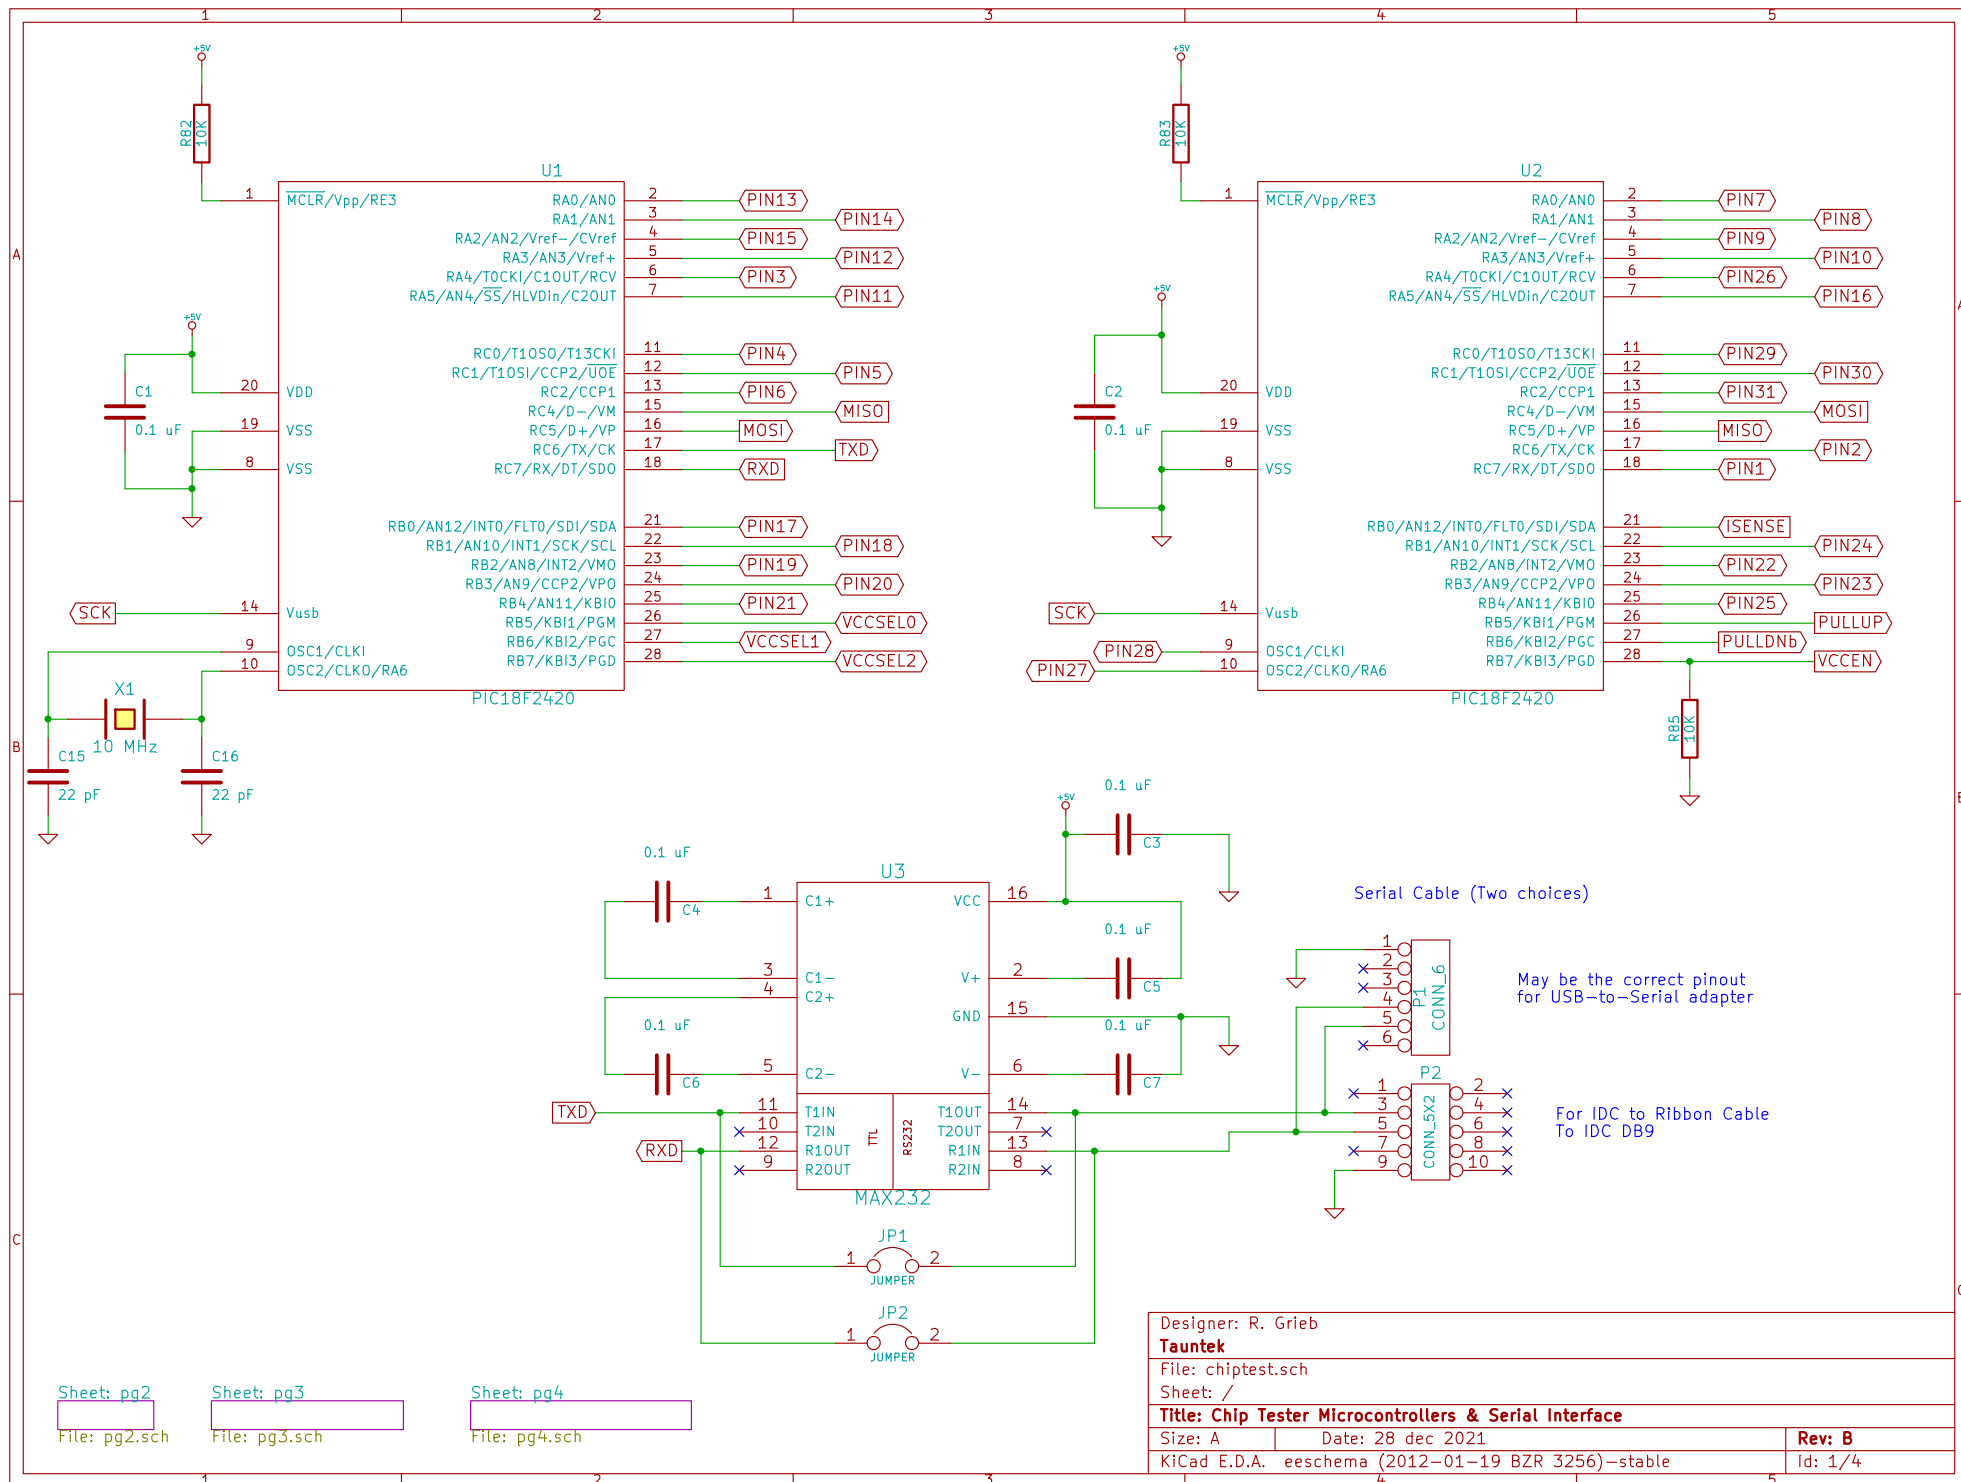 1 2 3 4 5
+5V
R82 10K
U1
1 MCLR/Vpp/RE3
RA0/AN0 2 PIN13
RA1/AN1 3 PIN14
RA2/AN2/Vref-/CVref 4 PIN15
RA3/AN3/Vref+ 5 PIN12
RA4/T0CKI/C1OUT/RCV 6 PIN3
RA5/AN4/SS/HLVDin/C2OUT 7 PIN11
RC0/T1OSO/T13CKI 11 PIN4
RC1/T1OSI/CCP2/UOE 12 PIN5
RC2/CCP1 13 PIN6
RC4/D-/VM 15 MISO
RC5/D+/VP 16 MOSI
RC6/TX/CK 17 TXD
RC7/RX/DT/SDO 18 RXD
RB0/AN12/INT0/FLT0/SDI/SDA 21 PIN17
RB1/AN10/INT1/SCK/SCL 22 PIN18
RB2/AN8/INT2/VMO 23 PIN19
RB3/AN9/CCP2/VPO 24 PIN20
RB4/AN11/KBI0 25 PIN21
RB5/KBI1/PGM 26 VCCSEL0
RB6/KBI2/PGC 27 VCCSEL1
RB7/KBI3/PGD 28 VCCSEL2
+5V
C1
0.1 uF
20 VDD
19 VSS
8 VSS
SCK 14 Vusb
9 OSC1/CLKI
10 OSC2/CLKO/RA6
PIC18F2420
X1
10 MHz
C15
22 pF
C16
22 pF
+5V
R83 10K
U2
1 MCLR/Vpp/RE3
RA0/AN0 2 PIN7
RA1/AN1 3 PIN8
RA2/AN2/Vref-/CVref 4 PIN9
RA3/AN3/Vref+ 5 PIN10
RA4/T0CKI/C1OUT/RCV 6 PIN26
RA5/AN4/SS/HLVDin/C2OUT 7 PIN16
RC0/T1OSO/T13CKI 11 PIN29
RC1/T1OSI/CCP2/UOE 12 PIN30
RC2/CCP1 13 PIN31
RC4/D-/VM 15 MOSI
RC5/D+/VP 16 MISO
RC6/TX/CK 17 PIN2
RC7/RX/DT/SDO 18 PIN1
RB0/AN12/INT0/FLT0/SDI/SDA 21 ISENSE
RB1/AN10/INT1/SCK/SCL 22 PIN24
RB2/AN8/INT2/VMO 23 PIN22
RB3/AN9/CCP2/VPO 24 PIN23
RB4/AN11/KBI0 25 PIN25
RB5/KBI1/PGM 26 PULLUP
RB6/KBI2/PGC 27 PULLDNb
RB7/KBI3/PGD 28 VCCEN
+5V
C2
0.1 uF
20 VDD
19 VSS
8 VSS
SCK 14 Vusb
PIN28 9 OSC1/CLKI
PIN27 10 OSC2/CLKO/RA6
PIC18F2420
R85 10K
A
B
C
A
+5V
0.1 uF
C3
U3
0.1 uF
C4
1 C1+
3 C1-
4 C2+
0.1 uF
C6
5 C2-
VCC 16
0.1 uF
V+ 2
C5
GND 15
0.1 uF
V- 6
C7
TXD 11 T1IN
10 T2IN
RXD 12 R1OUT
9 R2OUT
TTL
RS232
T1OUT 14
T2OUT 7
R1IN 13
R2IN 8
MAX232
JP1
1 2
JUMPER
JP2
1 2
JUMPER
Serial Cable (Two choices)
1
2
3
4
5
6
P1
CONN_6
May be the correct pinout
for USB-to-Serial adapter
P2
1 2
3 4
5 6
7 8
9 10
CONN_5X2
For IDC to Ribbon Cable
To IDC DB9
Sheet: pg2
File: pg2.sch
Sheet: pg3
File: pg3.sch
Sheet: pg4
File: pg4.sch
Designer: R. Grieb
Tauntek
File: chiptest.sch
Sheet: /
Title: Chip Tester Microcontrollers & Serial Interface
Size: A Date: 28 dec 2021 Rev: B
KiCad E.D.A. eeschema (2012-01-19 BZR 3256)-stable Id: 1/4
1 2 3 4 5